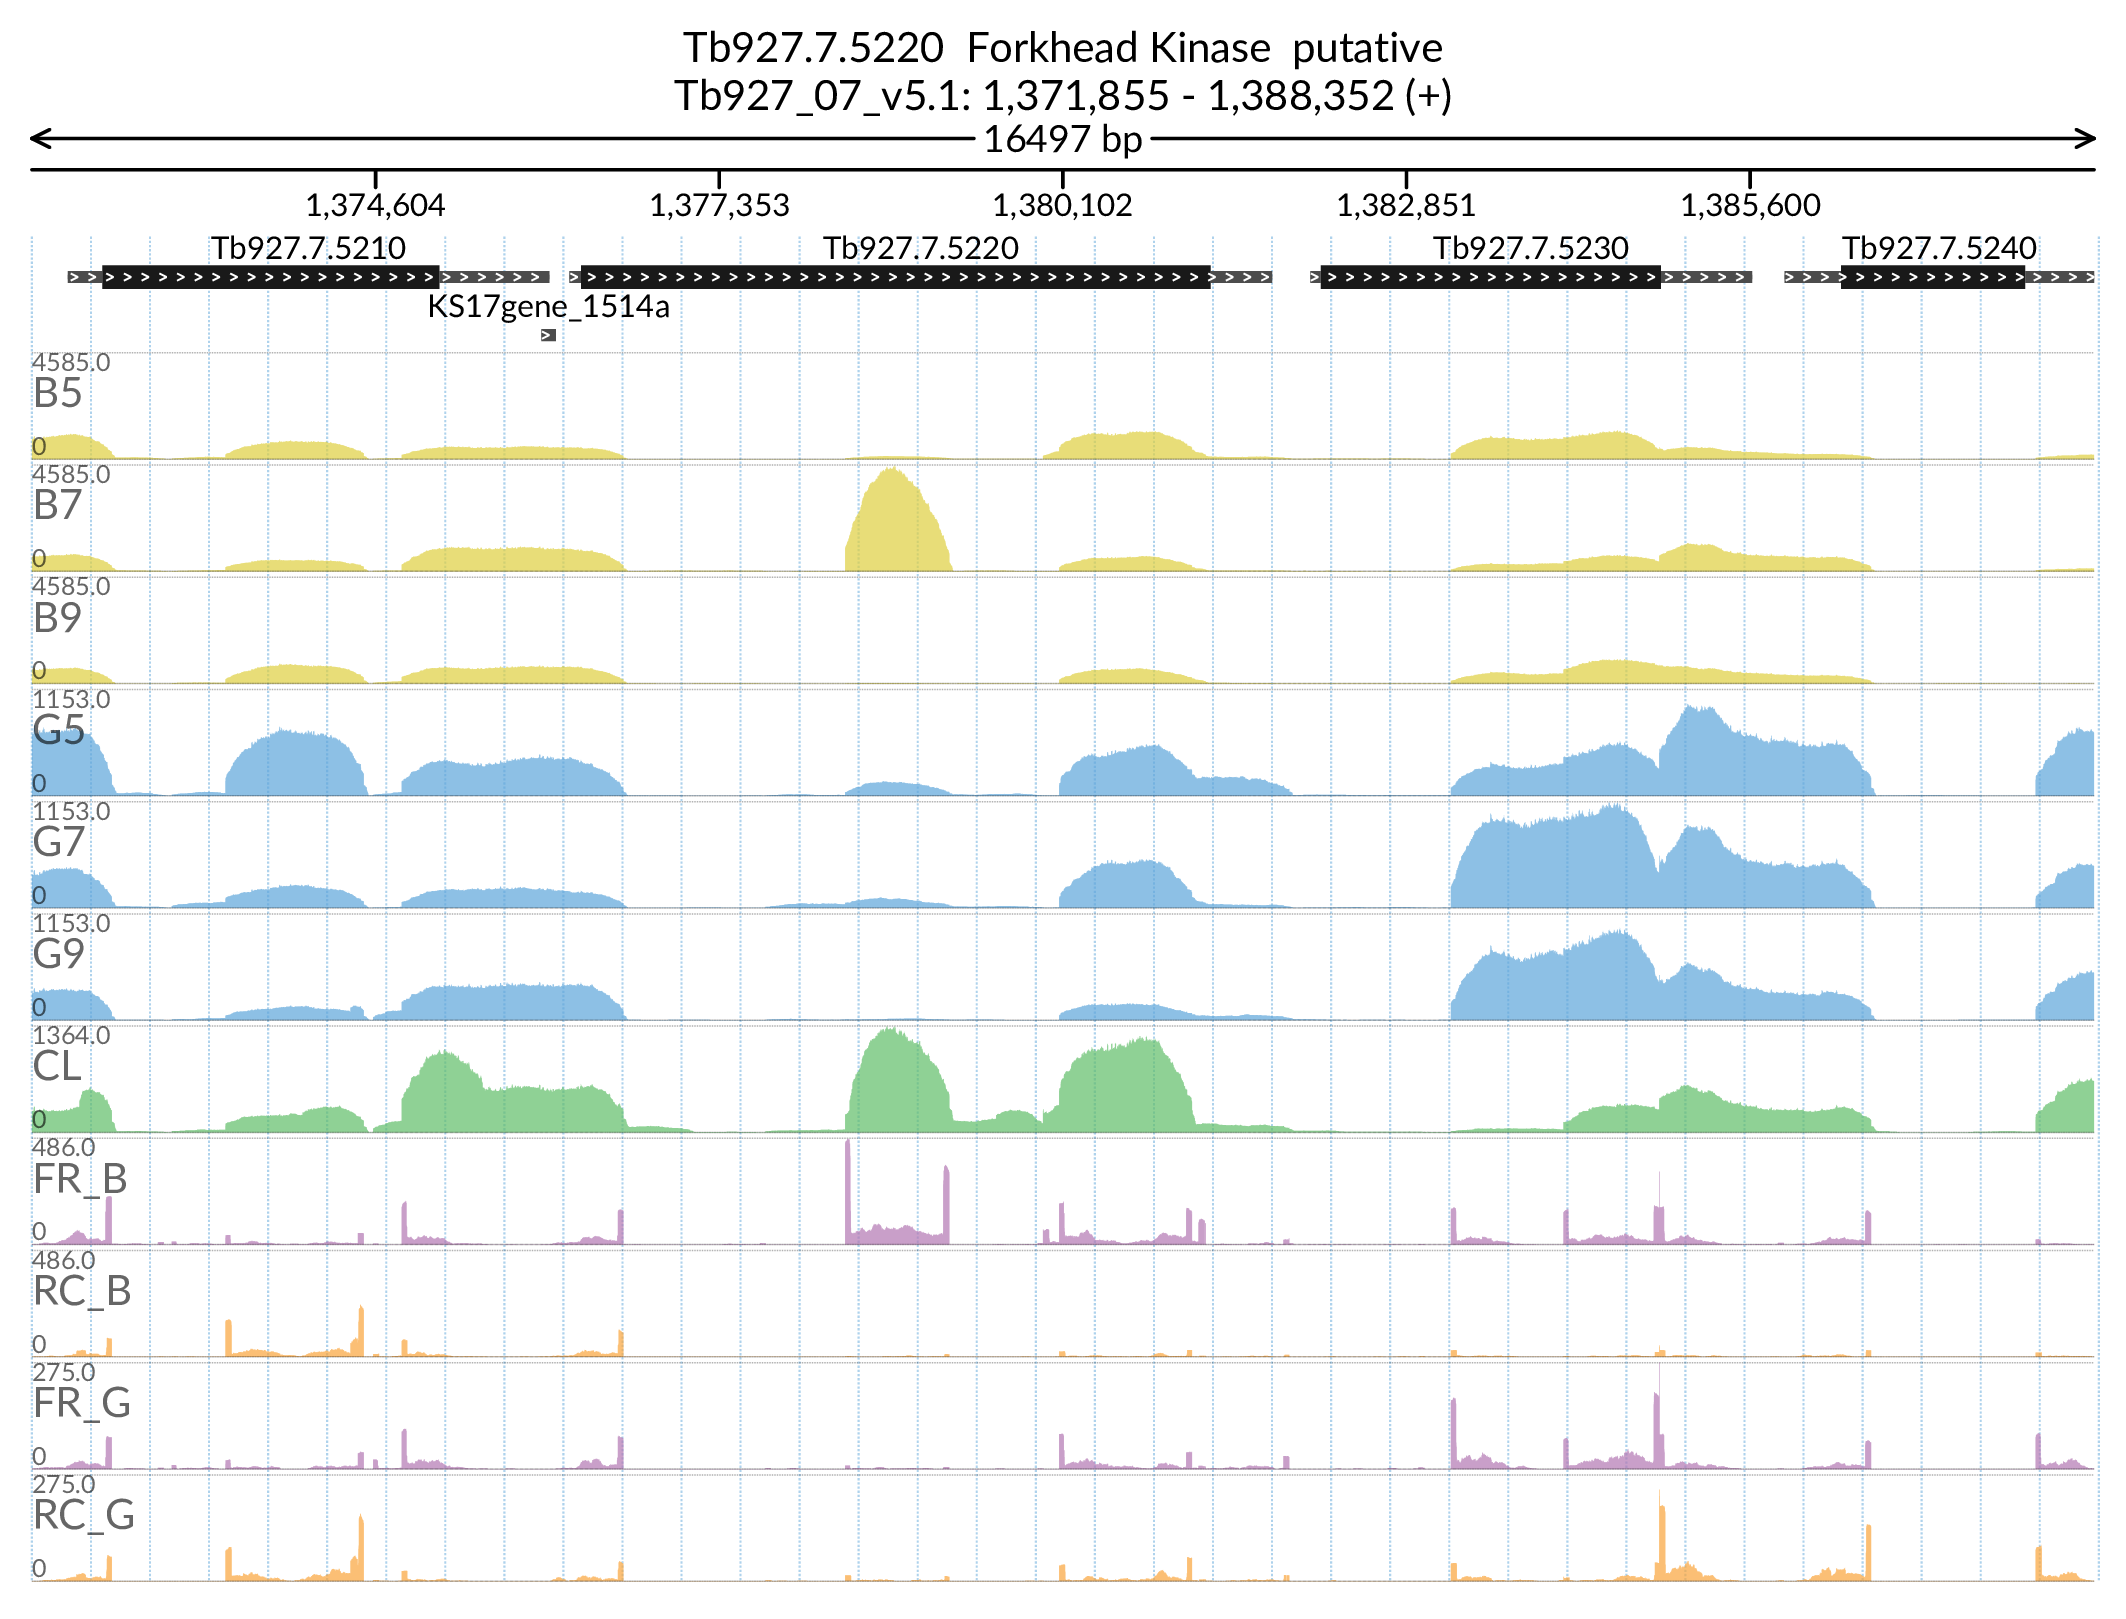 Tb927.7.5220 Forkhead Kinase putative
Tb927_07_v5.1: 1,371,855 - 1,388,352 (+)
16497 bp
1,374,604 1,377,353 1,380,102 1,382,851 1,385,600
Tb927.7.5210 Tb927.7.5220 Tb927.7.5230 Tb927.7.5240
KS17gene_1514a
4585.0
B5
0
4585.0
B7
0
4585.0
B9
0
1153.0
G5
0
1153.0
G7
0
1153.0
G9
0
1364.0
CL
0
486.0
FR_B
0
486.0
RC_B
0
275.0
FR_G
0
275.0
RC_G
0